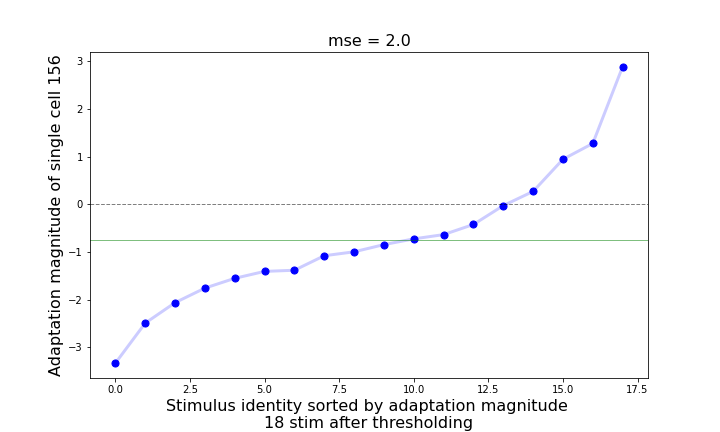 mse = 2.0
Adaptation magnitude of single cell 156
3
2
1
0
−1
−2
−3
0.0 2.5 5.0 7.5 10.0 12.5 15.0 17.5
Stimulus identity sorted by adaptation magnitude
18 stim after thresholding